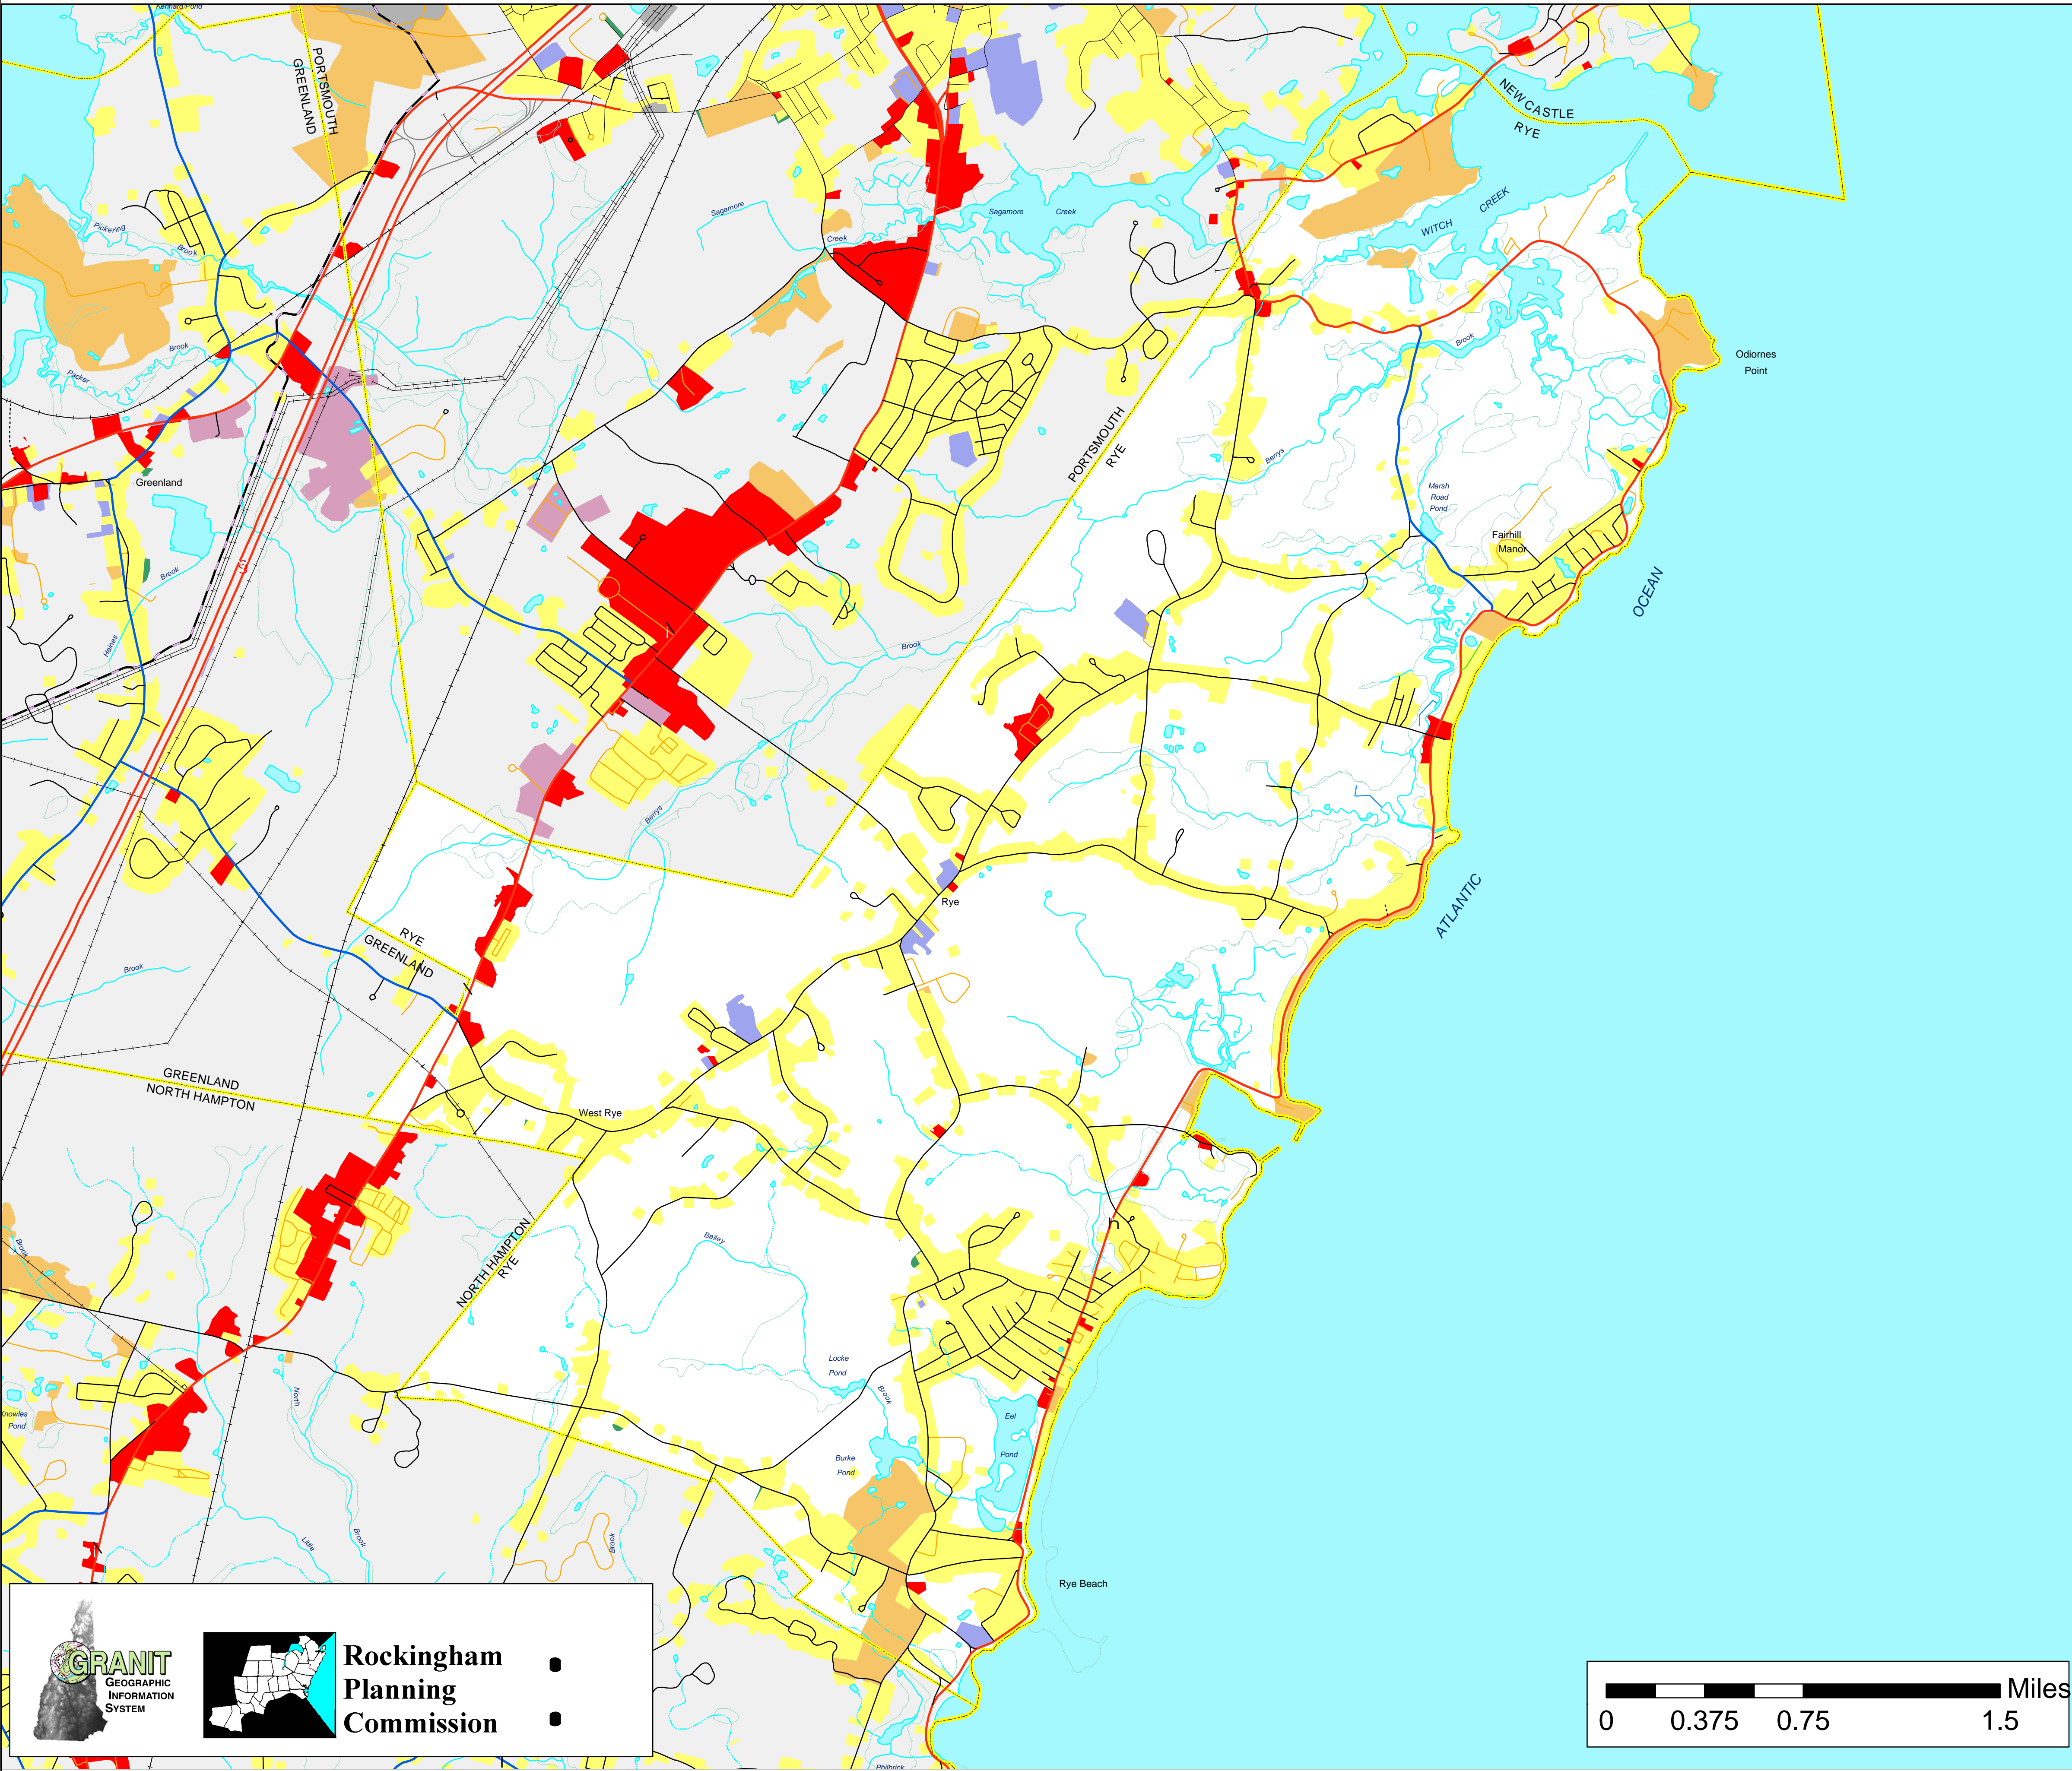 Kennard Pond
PORTSMOUTH
GREENLAND
NEW CASTLE
RYE
Pickering
Brook
Sagamore
Creek
Sagamore Creek
WITCH CREEK
Brook
Packer
Brook
Odiornes
Point
PORTSMOUTH
RYE
Berrys
Greenland
Marsh
Road
Pond
Fairhill
Manor
Brook
Haines
Brook
OCEAN
Berrys
Rye
ATLANTIC
RYE
GREENLAND
Brook
GREENLAND
NORTH HAMPTON
West Rye
NORTH HAMPTON
RYE
Brook
Bailey
Locke
Pond
Brook
North
Knowles
Pond
Eel
Pond
Burke
Pond
Little
Brook
Brook
Rye Beach
GRANIT
GEOGRAPHIC
INFORMATION
SYSTEM
Rockingham
Planning
Commission
Miles
0 0.375 0.75 1.5
Philbrick